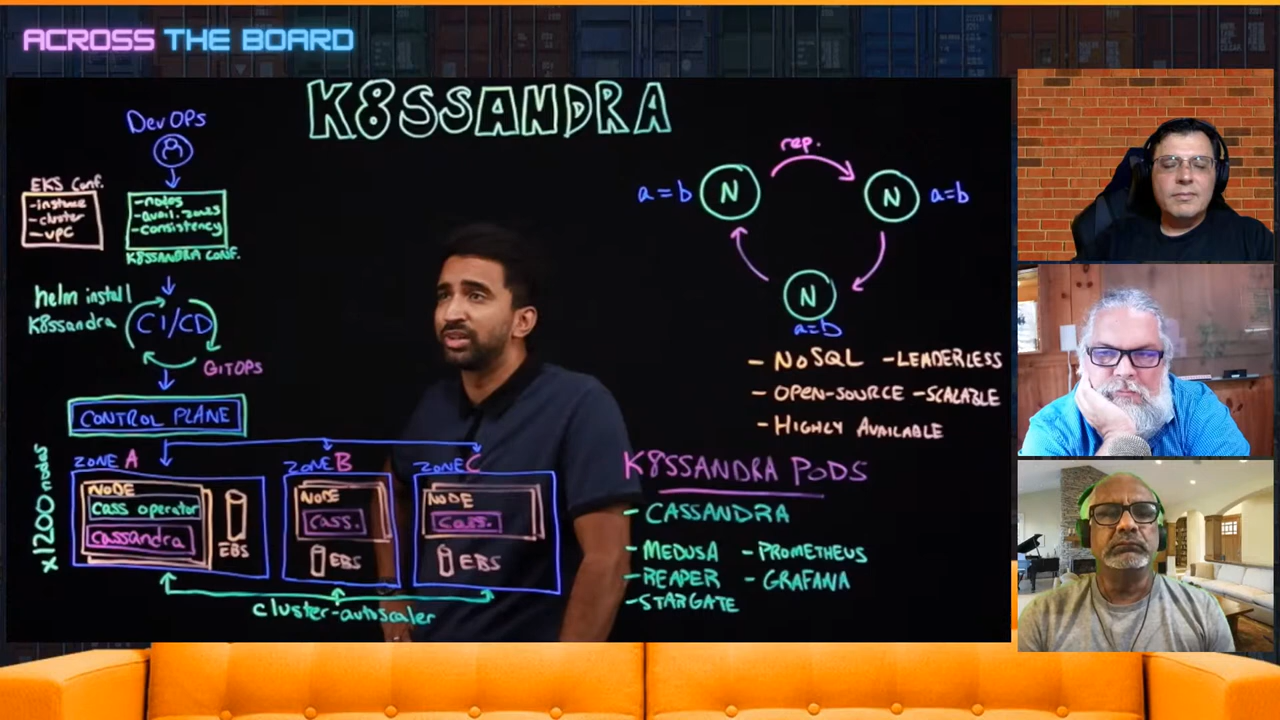 ACROSS THE BOARD
K8SSANDRA
DevOPs
EKS Conf.
-instance
-cluster
-VPC
-nodes
-avail. zones
-consistency
K8SSANDRA CONF.
helm install
K8ssandra
CI/CD
GITOPS
CONTROL PLANE
x1200 nodes
ZONE A
NODE
Cass operator
cassandra
EBS
ZONE B
NODE
Cass.
EBS
ZONE C
NODE
Cass.
EBS
cluster-autoscaler
rep.
a=b
N
N
a=b
N
a=b
- NoSQL -LEADERLESS
- OPEN-SOURCE -SCALABLE
- HIGHLY AVAILABLE
K8SSANDRA PODS
- CASSANDRA
- MEDUSA - PROMETHEUS
- REAPER - GRAFANA
- STARGATE